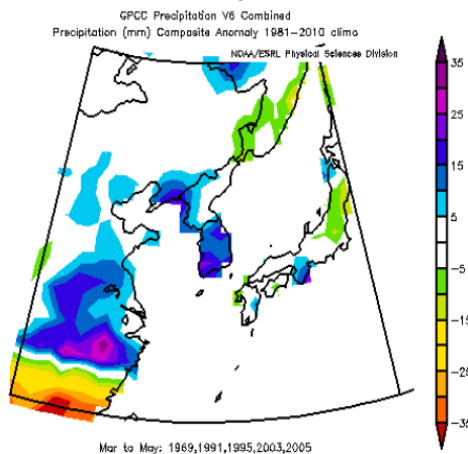 GPCC Precipitation V6 Combined
Precipitation (mm) Composite Anomaly 1981-2010 climo
NOAA/ESRL Physical Sciences Division
35
25
15
5
-5
-15
-25
-35
Mar to May: 1969,1991,1995,2003,2005